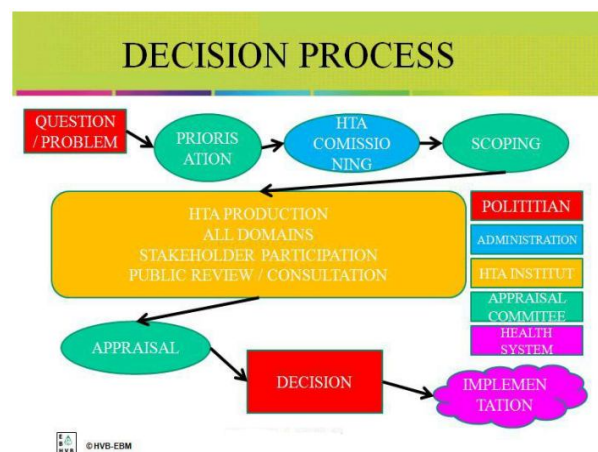 DECISION PROCESS
QUESTION
/ PROBLEM
PRIORIS
ATION
HTA
COMISSIO
NING
SCOPING
HTA PRODUCTION
ALL DOMAINS
STAKEHOLDER PARTICIPATION
PUBLIC REVIEW / CONSULTATION
POLITITIAN
ADMINISTRATION
HTA INSTITUT
APPRAISAL
COMMITEE
HEALTH
SYSTEM
APPRAISAL
DECISION
IMPLEMEN
TATION
©HVB-EBM